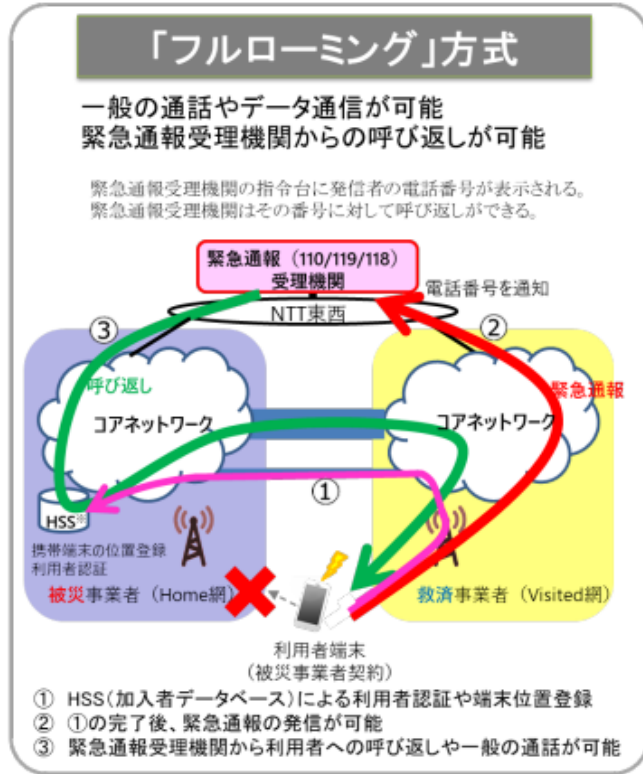 「フルローミング」方式
一般の通話やデータ通信が可能
緊急通報受理機関からの呼び返しが可能
緊急通報受理機関の指令台に発信者の電話番号が表示される。
緊急通報受理機関はその番号に対して呼び返しができる。
緊急通報（110/119/118）
受理機関
電話番号を通知
NTT東西
③
②
呼び返し
緊急通報
コアネットワーク
コアネットワーク
①
HSS※
携帯端末の位置登録
利用者認証
被災事業者（Home網）
救済事業者（Visited網）
利用者端末
（被災事業者契約）
① HSS（加入者データベース）による利用者認証や端末位置登録
② ①の完了後、緊急通報の発信が可能
③ 緊急通報受理機関から利用者への呼び返しや一般の通話が可能